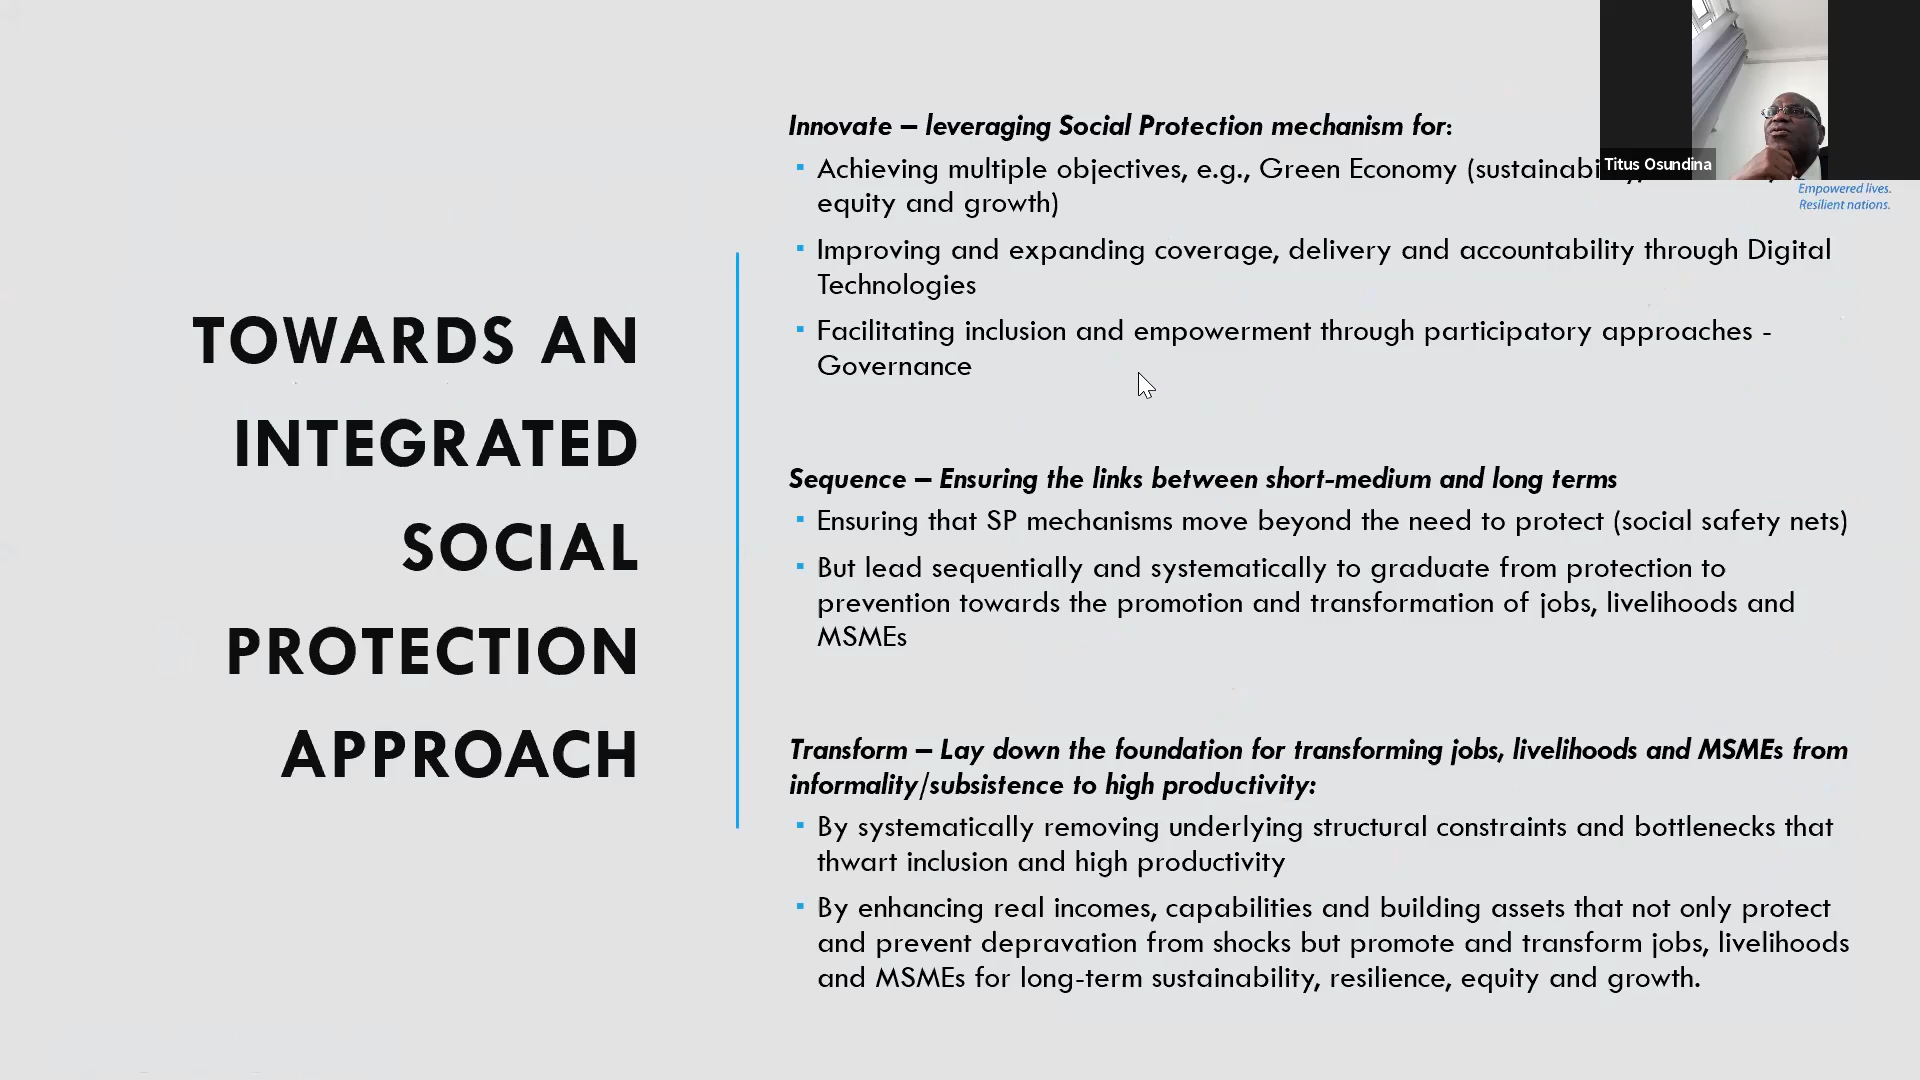 TOWARDS AN
INTEGRATED
SOCIAL
PROTECTION
APPROACH
Innovate – leveraging Social Protection mechanism for:
Achieving multiple objectives, e.g., Green Economy
equity and growth)
Improving and expanding coverage, delivery and accountability through Digital
Technologies
Facilitating inclusion and empowerment through participatory approaches -
Governance
Sequence – Ensuring the links between short-medium and long terms
Ensuring that SP mechanisms move beyond the need to protect (social safety nets)
But lead sequentially and systematically to graduate from protection to
prevention towards the promotion and transformation of jobs, livelihoods and
MSMEs
Transform – Lay down the foundation for transforming jobs, livelihoods and MSMEs from
informality/subsistence to high productivity:
By systematically removing underlying structural constraints and bottlenecks that
thwart inclusion and high productivity
By enhancing real incomes, capabilities and building assets that not only protect
and prevent depravation from shocks but promote and transform jobs, livelihoods
and MSMEs for long-term sustainability, resilience, equity and growth.
Titus Osundina
Empowered lives.
Resilient nations.